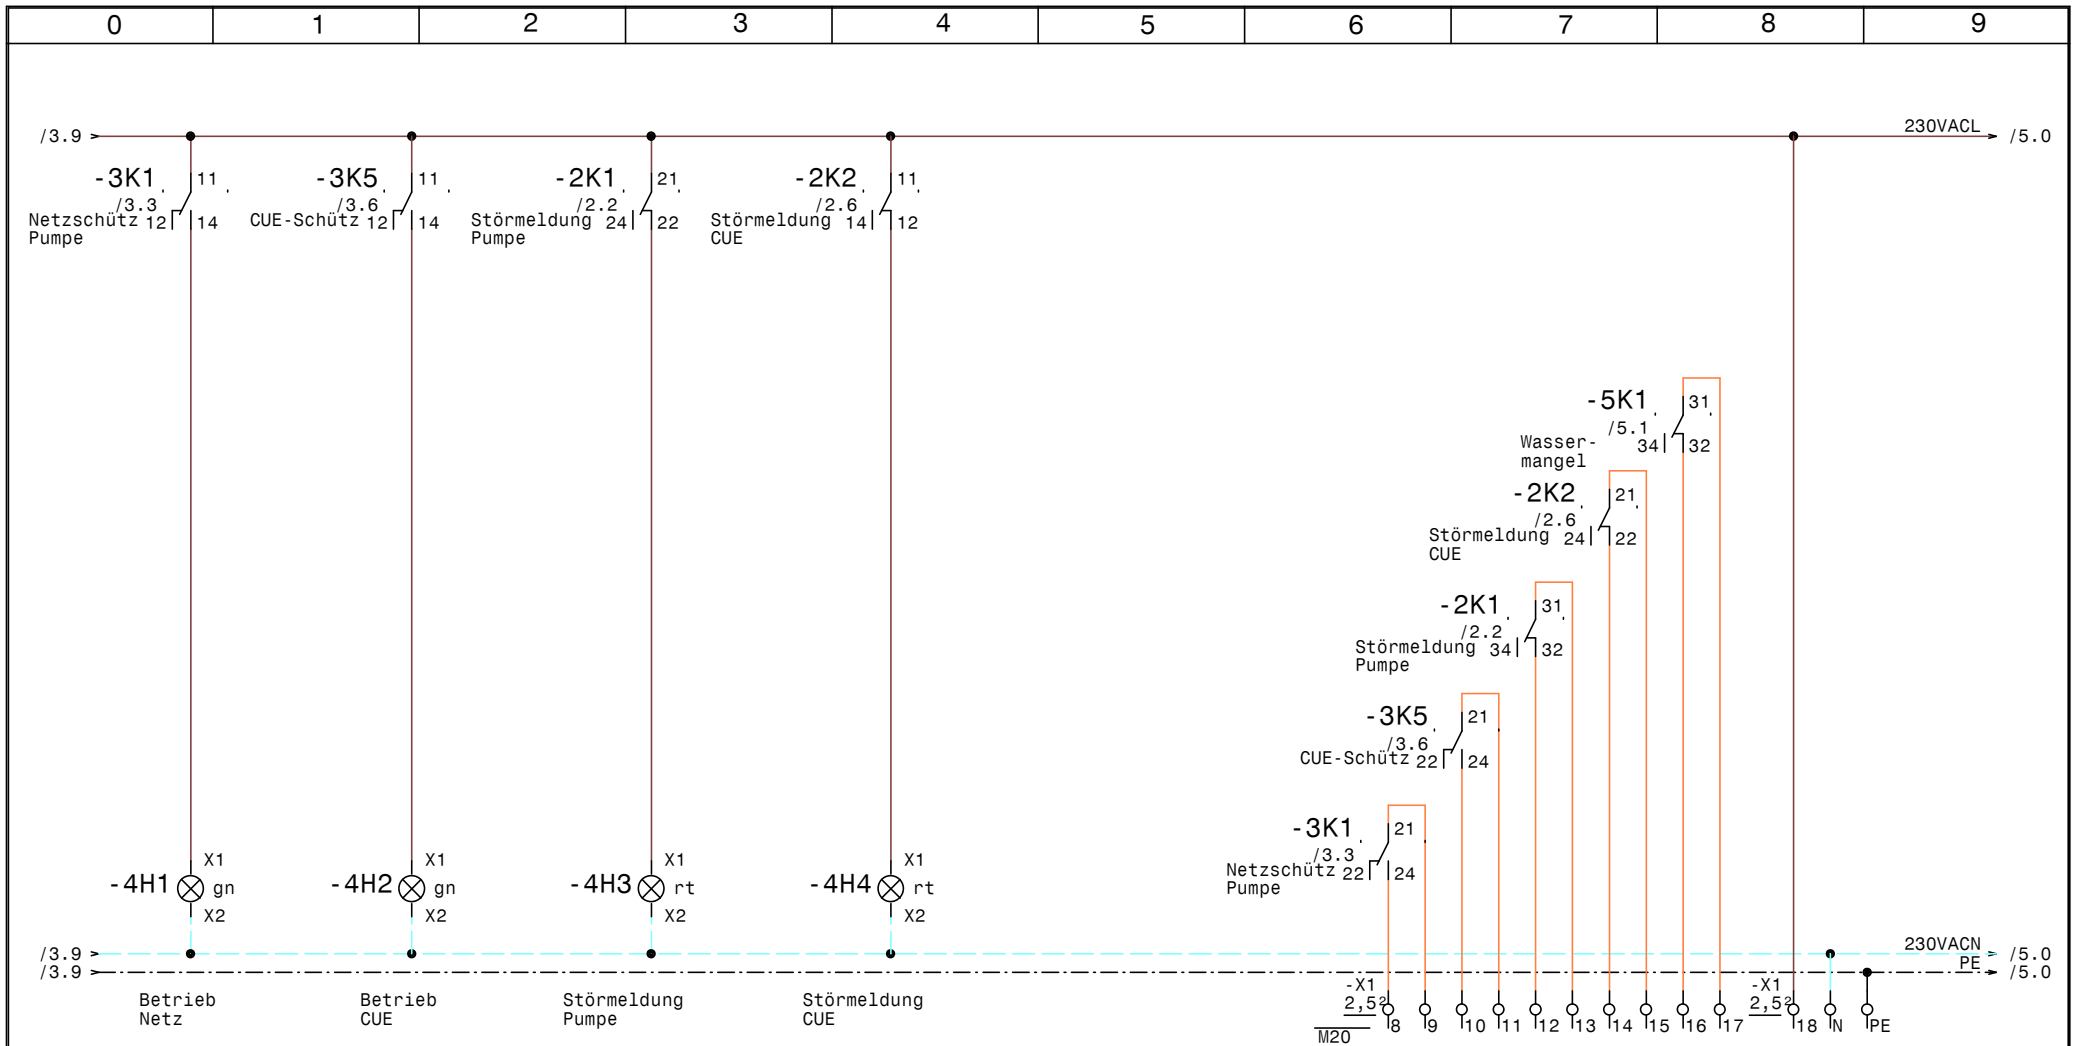 0 1 2 3 4 5 6 7 8 9
/3.9 230VACL /5.0
-3K1 11
/3.3
Netzschütz 12 14
Pumpe
-3K5 11
/3.6
CUE-Schütz 12 14
-2K1 21
/2.2
Störmeldung 24 22
Pumpe
-2K2 11
/2.6
Störmeldung 14 12
CUE
-5K1 31
/5.1
Wasser- 34 32
mangel
-2K2 21
/2.6
Störmeldung 24 22
CUE
-2K1 31
/2.2
Störmeldung 34 32
Pumpe
-3K5 21
/3.6
CUE-Schütz 22 24
-3K1 21
/3.3
Netzschütz 22 24
Pumpe
X1 X1 X1 X1
-4H1 gn -4H2 gn -4H3 rt -4H4 rt
X2 X2 X2 X2
/3.9 230VACN /5.0
/3.9 PE /5.0
Betrieb
Netz
Betrieb
CUE
Störmeldung
Pumpe
Störmeldung
CUE
-X1 -X1
2,5² 2,5²
8 9 10 11 12 13 14 15 16 17 18 N PE
M20